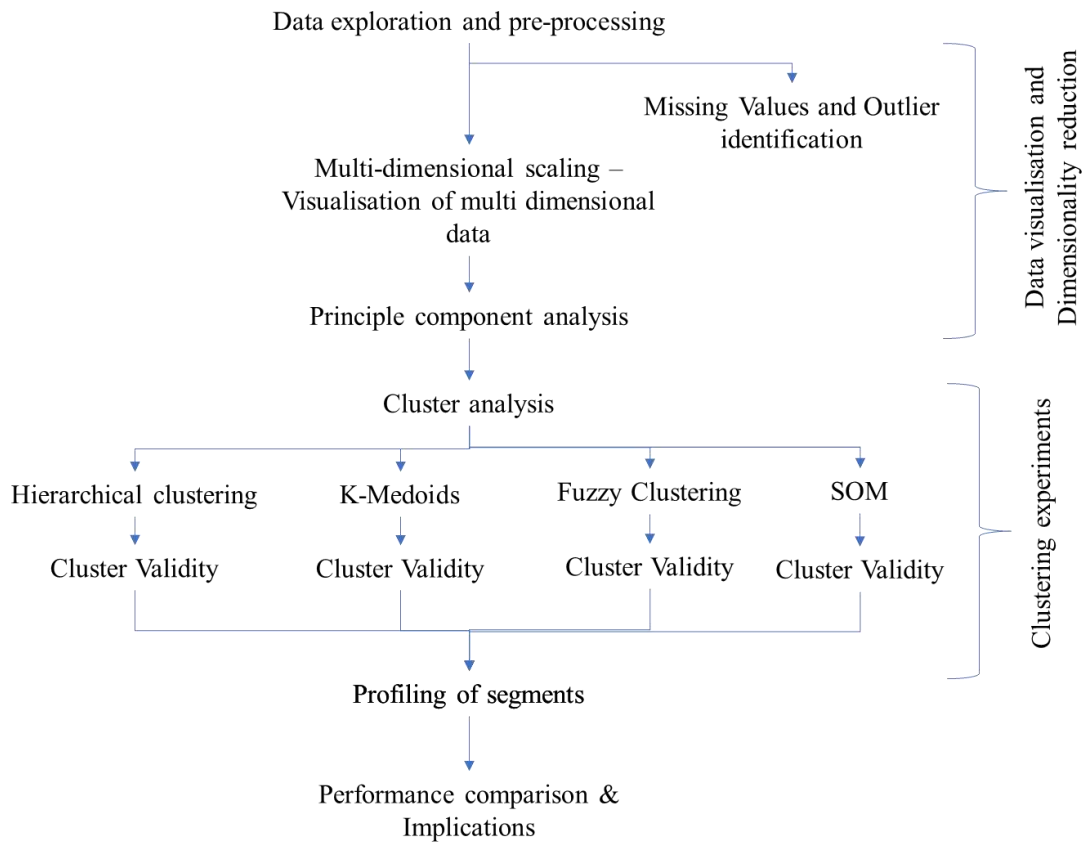 Data exploration and pre-processing
Missing Values and Outlier
identification
Multi-dimensional scaling –
Visualisation of multi dimensional
data
Principle component analysis
Data visualisation and
Dimensionality reduction
Cluster analysis
Hierarchical clustering
K-Medoids
Fuzzy Clustering
SOM
Cluster Validity
Cluster Validity
Cluster Validity
Cluster Validity
Clustering experiments
Profiling of segments
Performance comparison &
Implications